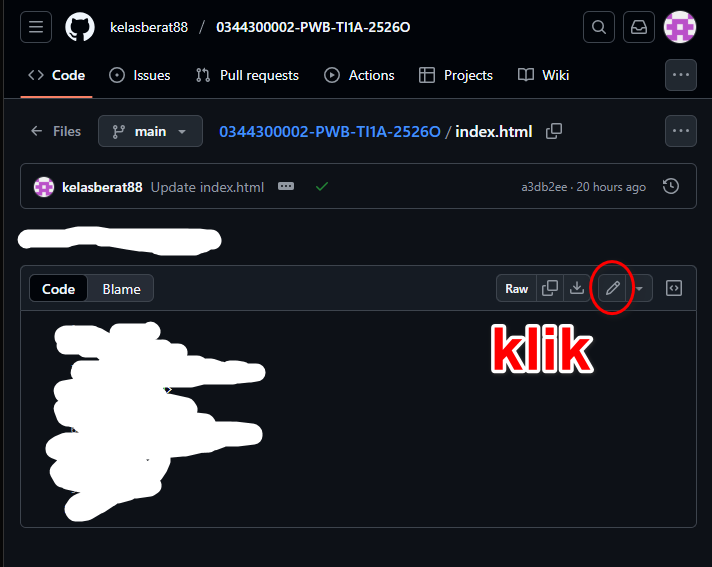 kelasberat88 / 0344300002-PWB-TI1A-2526O
Code Issues Pull requests Actions Projects Wiki
Files main 0344300002-PWB-TI1A-2526O / index.html
kelasberat88 Update index.html a3db2ee · 20 hours ago
Code Blame Raw
klik